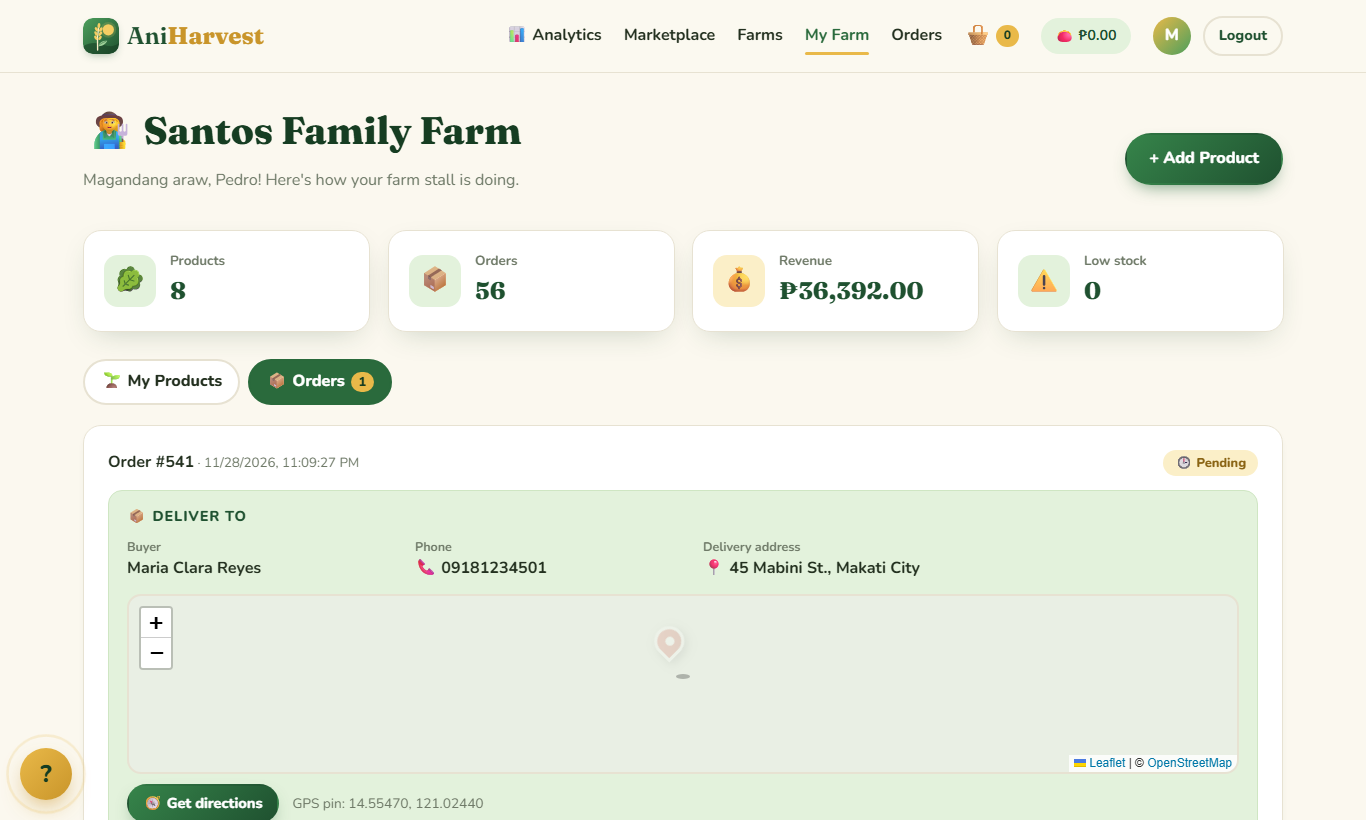 AniHarvest
Analytics Marketplace Farms My Farm Orders 0 ₱0.00 M Logout
Santos Family Farm
Magandang araw, Pedro! Here's how your farm stall is doing.
+ Add Product
Products
8
Orders
56
Revenue
₱36,392.00
Low stock
0
My Products
Orders 1
Order #541 · 11/28/2026, 11:09:27 PM
Pending
DELIVER TO
Buyer
Maria Clara Reyes
Phone
09181234501
Delivery address
45 Mabini St., Makati City
+
−
Leaflet | © OpenStreetMap
Get directions
GPS pin: 14.55470, 121.02440
?